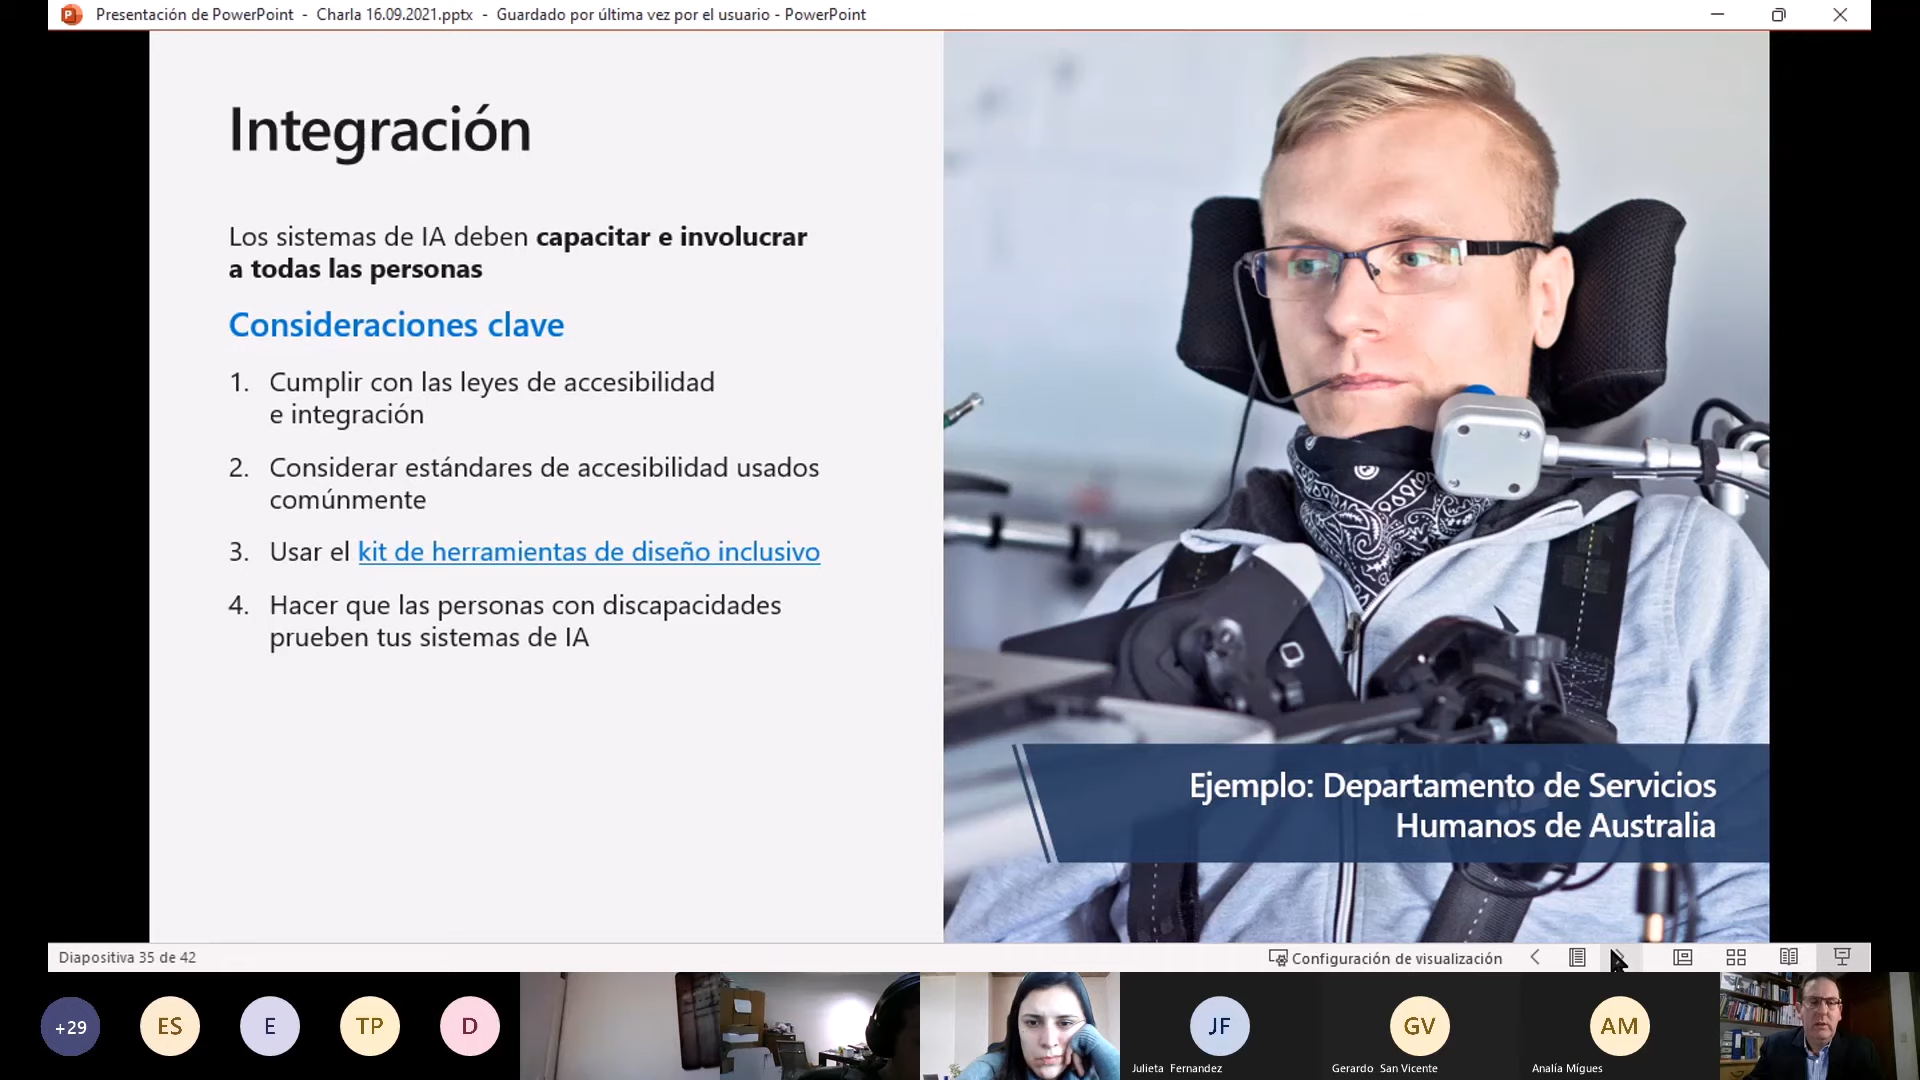 Presentación de PowerPoint - Charla 16.09.2021.pptx - Guardado por última vez por el usuario - PowerPoint
Integración
Los sistemas de IA deben capacitar e involucrar
a todas las personas
Consideraciones clave
1. Cumplir con las leyes de accesibilidad
e integración
2. Considerar estándares de accesibilidad usados
comúnmente
3. Usar el kit de herramientas de diseño inclusivo
4. Hacer que las personas con discapacidades
prueben tus sistemas de IA
Ejemplo: Departamento de Servicios
Humanos de Australia
Diapositiva 35 de 42
Configuración de visualización
+29
ES
E
TP
D
JF
GV
AM
Julieta Fernandez
Gerardo San Vicente
Analía Mígues